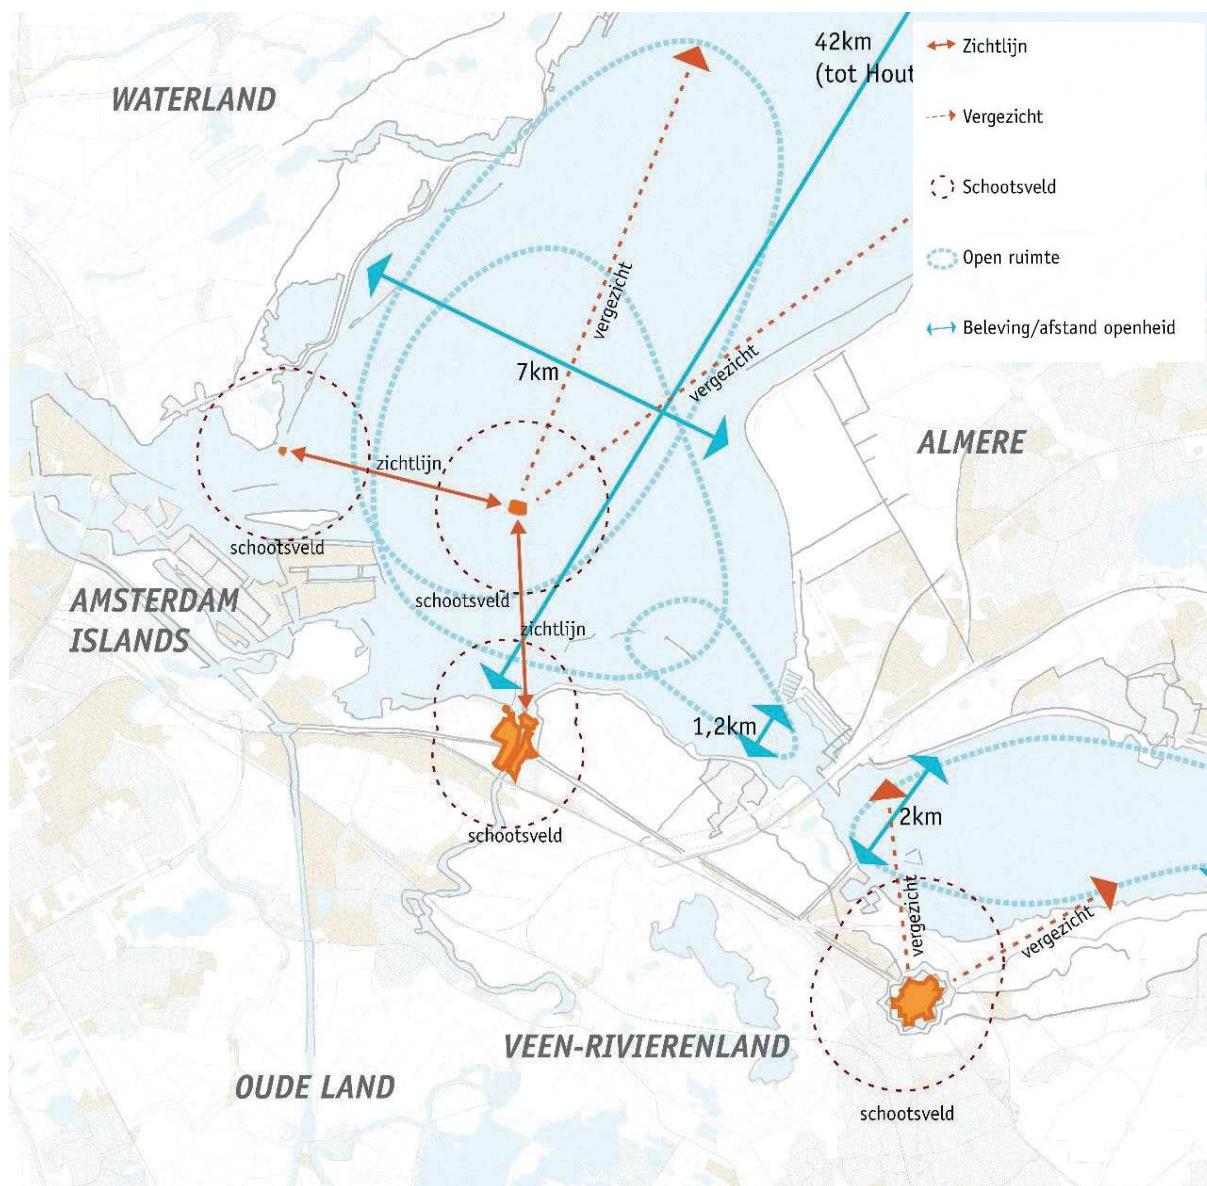 42km
(tot Hout
Zichtlijn
Vergezicht
Schootsveld
Open ruimte
Beleving/afstand openheid
WATERLAND
vergezicht
vergezicht
7km
ALMERE
zichtlijn
schootsveld
schootsveld
AMSTERDAM
ISLANDS
zichtlijn
1,2km
2km
schootsveld
vergezicht
vergezicht
VEEN-RIVIERENLAND
OUDE LAND
schootsveld